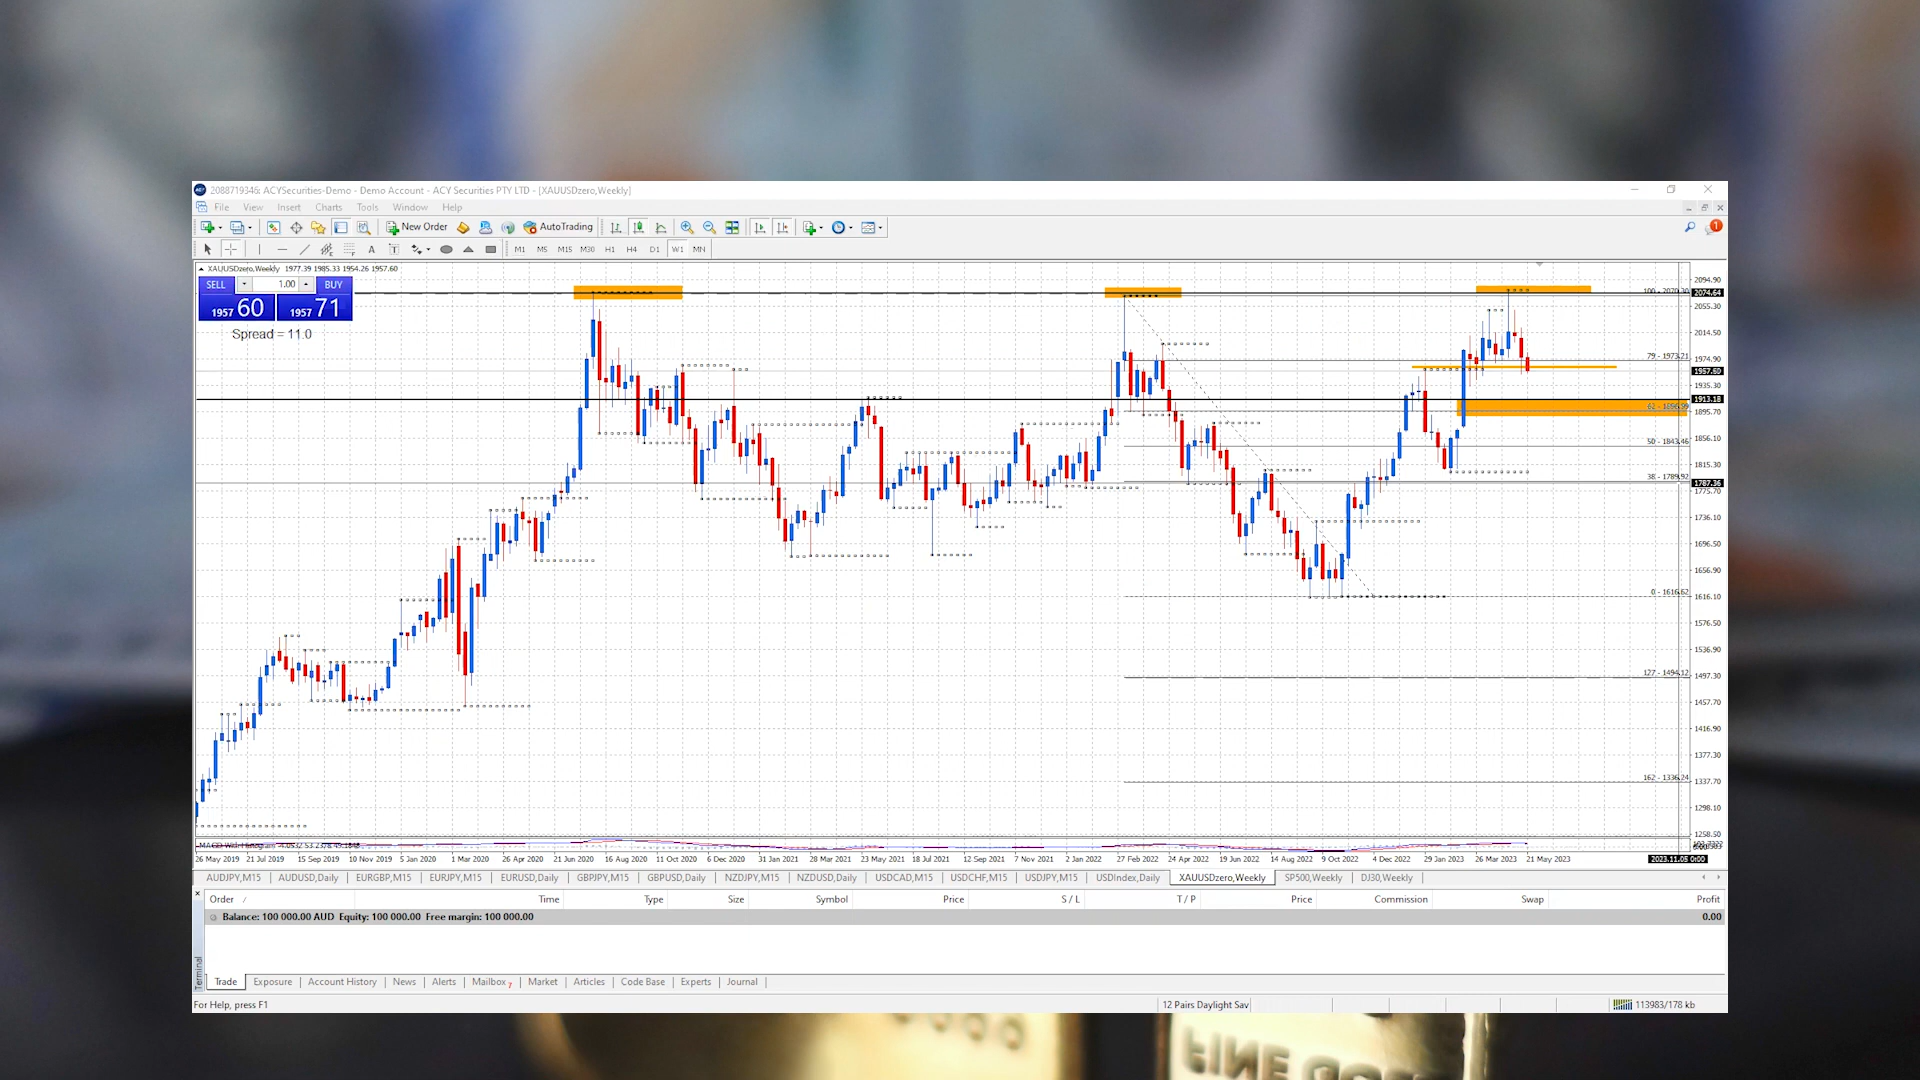 2088719346: ACYSecurities-Demo - Demo Account - ACY Securities PTY LTD - [XAUUSDzero,Weekly]
File View Insert Charts Tools Window Help
New Order AutoTrading 1
A T M1 M5 M15 M30 H1 H4 D1 W1 MN
XAUUSDzero,Weekly 1977.39 1985.33 1954.26 1957.60
SELL 1.00 BUY
1957 60 1957 71
Spread = 11.0
2094.90
2074.64
2055.30
2014.50
79 - 1973.21
1974.90
1957.60
1935.30
1913.18
61 - 1896.99
1895.70
50 - 1843.46
1856.10
1815.30
38 - 1789.92
1787.36
1775.70
1736.10
1696.50
1656.90
0 - 1616.62
1616.10
1576.50
1536.90
127 - 1494.12
1497.30
1457.70
1416.90
1377.30
162 - 1336.24
1337.70
1298.10
1258.50
26 May 2019 21 Jul 2019 15 Sep 2019 10 Nov 2019 5 Jan 2020 1 Mar 2020 26 Apr 2020 21 Jun 2020 16 Aug 2020 11 Oct 2020 6 Dec 2020 31 Jan 2021 28 Mar 2021 23 May 2021 18 Jul 2021 12 Sep 2021 7 Nov 2021 2 Jan 2022 27 Feb 2022 24 Apr 2022 19 Jun 2022 14 Aug 2022 9 Oct 2022 4 Dec 2022 29 Jan 2023 26 Mar 2023 21 May 2023 2023.11.05 0:00
AUDJPY,M15 AUDUSD,Daily EURGBP,M15 EURJPY,M15 EURUSD,Daily GBPJPY,M15 GBPUSD,Daily NZDJPY,M15 NZDUSD,Daily USDCAD,M15 USDCHF,M15 USDJPY,M15 USDIndex,Daily XAUUSDzero,Weekly SP500,Weekly DJ30,Weekly
Order / Time Type Size Symbol Price S / L T / P Price Commission Swap Profit
Balance: 100 000.00 AUD Equity: 100 000.00 Free margin: 100 000.00 0.00
Terminal
Trade Exposure Account History News Alerts Mailbox 7 Market Articles Code Base Experts Journal
For Help, press F1 12 Pairs Daylight Sav 113983/178 kb